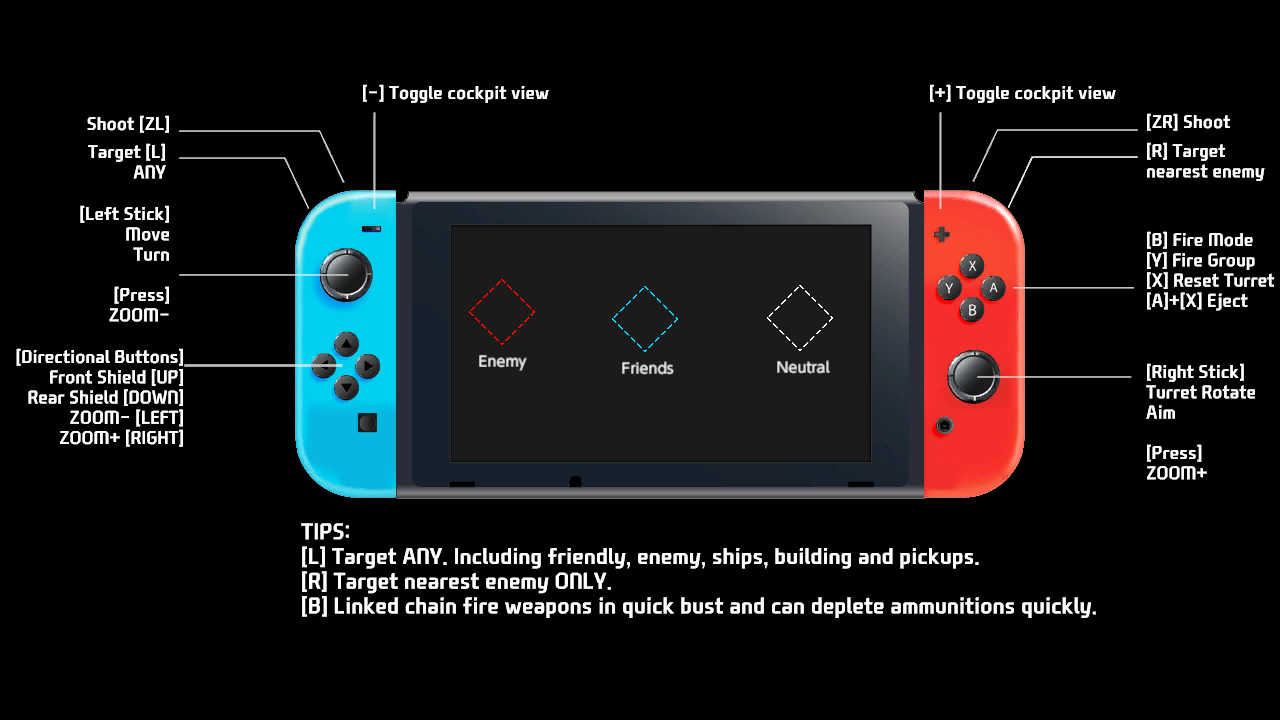 [-] Toggle cockpit view
[+] Toggle cockpit view
Shoot [ZL]
Target [L]
ANY
[Left Stick]
Move
Turn
[Press]
ZOOM-
[Directional Buttons]
Front Shield [UP]
Rear Shield [DOWN]
ZOOM- [LEFT]
ZOOM+ [RIGHT]
Enemy
Friends
Neutral
X
Y
A
B
[ZR] Shoot
[R] Target
nearest enemy
[B] Fire Mode
[Y] Fire Group
[X] Reset Turret
[A]+[X] Eject
[Right Stick]
Turret Rotate
Aim
[Press]
ZOOM+
TIPS:
[L] Target ANY. Including friendly, enemy, ships, building and pickups.
[R] Target nearest enemy ONLY.
[B] Linked chain fire weapons in quick bust and can deplete ammunitions quickly.